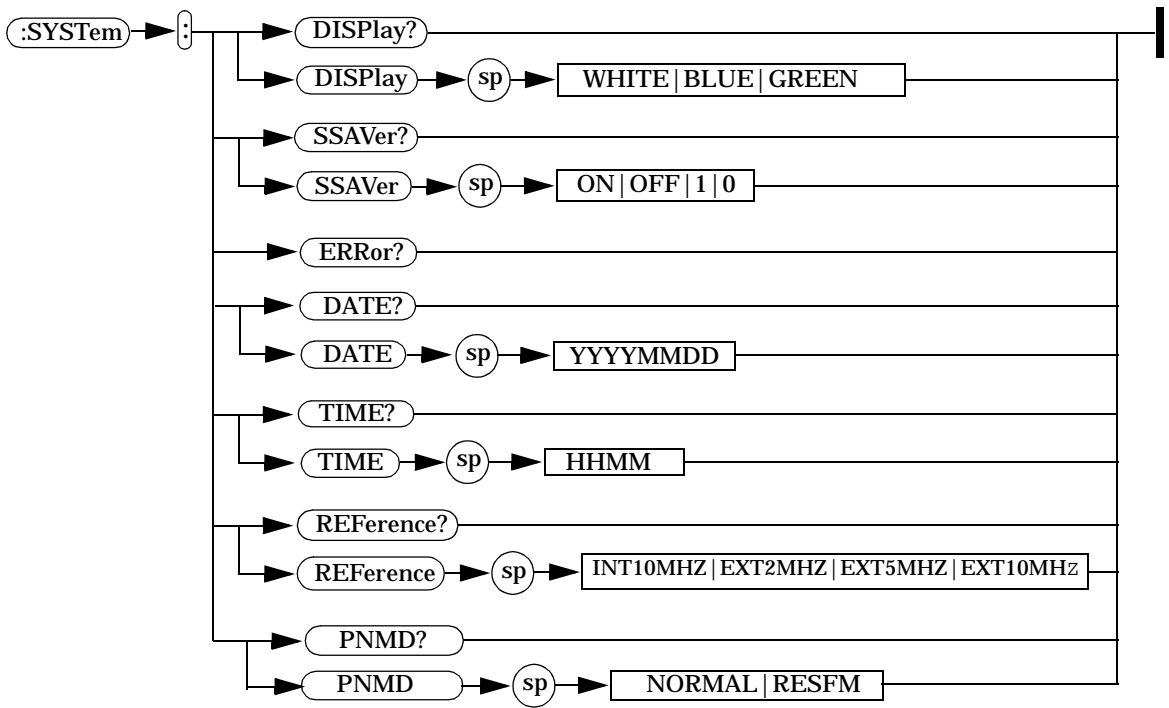 :SYSTem : DISPlay?
DISPlay sp WHITE|BLUE|GREEN
SSAVer?
SSAVer sp ON|OFF|1|0
ERRor?
DATE?
DATE sp YYYYMMDD
TIME?
TIME sp HHMM
REFerence?
REFerence sp INT10MHZ|EXT2MHZ|EXT5MHZ|EXT10MHz
PNMD?
PNMD sp NORMAL|RESFM